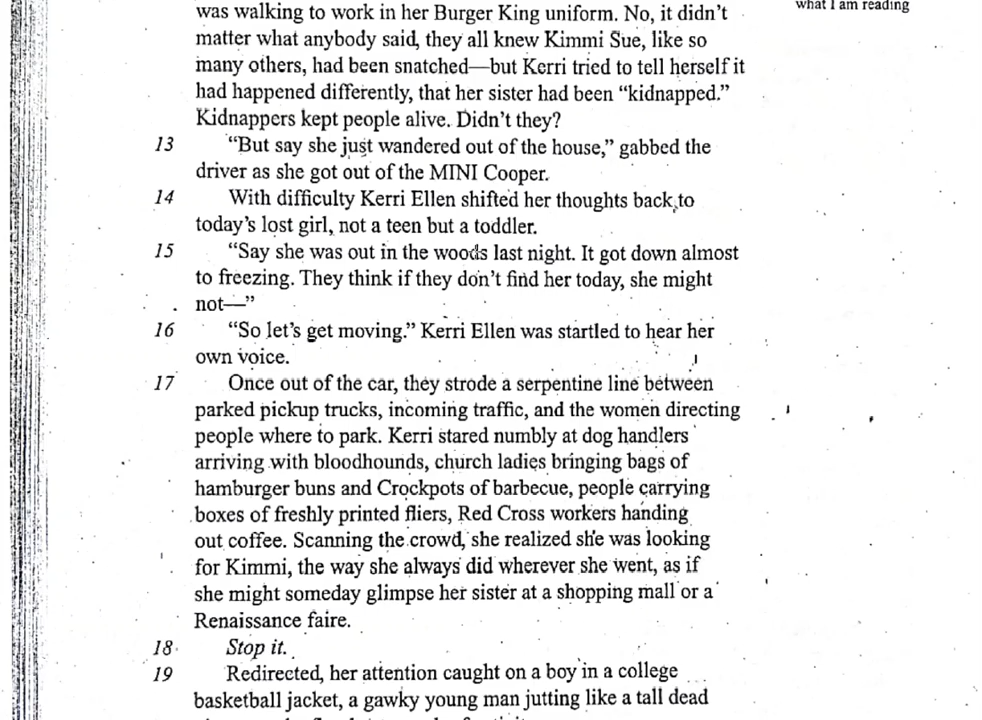 what I am reading
was walking to work in her Burger King uniform. No, it didn't
matter what anybody said, they all knew Kimmi Sue, like so
many others, had been snatched—but Kerri tried to tell herself it
had happened differently, that her sister had been “kidnapped.”
Kidnappers kept people alive. Didn't they?
13 “But say she just wandered out of the house,” gabbed the
driver as she got out of the MINI Cooper.
14 With difficulty Kerri Ellen shifted her thoughts back to
today's lost girl, not a teen but a toddler.
15 “Say she was out in the woods last night. It got down almost
to freezing. They think if they don't find her today, she might
not—”
16 “So let's get moving.” Kerri Ellen was startled to hear her
own voice.
17 Once out of the car, they strode a serpentine line between
parked pickup trucks, incoming traffic, and the women directing
people where to park. Kerri stared numbly at dog handlers
arriving with bloodhounds, church ladies bringing bags of
hamburger buns and Crockpots of barbecue, people carrying
boxes of freshly printed fliers, Red Cross workers handing
out coffee. Scanning the crowd, she realized she was looking
for Kimmi, the way she always did wherever she went, as if
she might someday glimpse her sister at a shopping mall or a
Renaissance faire.
18 Stop it.
19 Redirected, her attention caught on a boy in a college
basketball jacket, a gawky young man jutting like a tall dead